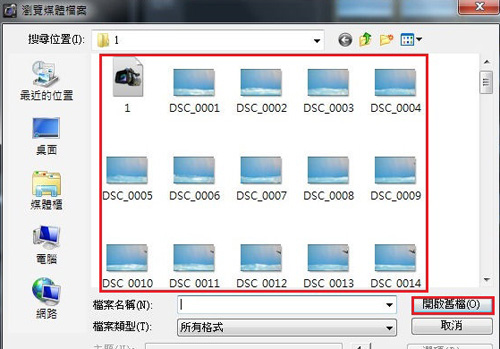 瀏覽媒體檔案
搜尋位置(I): 1
最近的位置
桌面
媒體櫃
電腦
網路
1 DSC_0001 DSC_0002 DSC_0003 DSC_0004
DSC_0005 DSC_0006 DSC_0007 DSC_0008 DSC_0009
DSC_0010 DSC_0011 DSC_0012 DSC_0013 DSC_0014
檔案名稱(N): 開啟舊檔(O)
檔案類型(T): 所有格式 取消